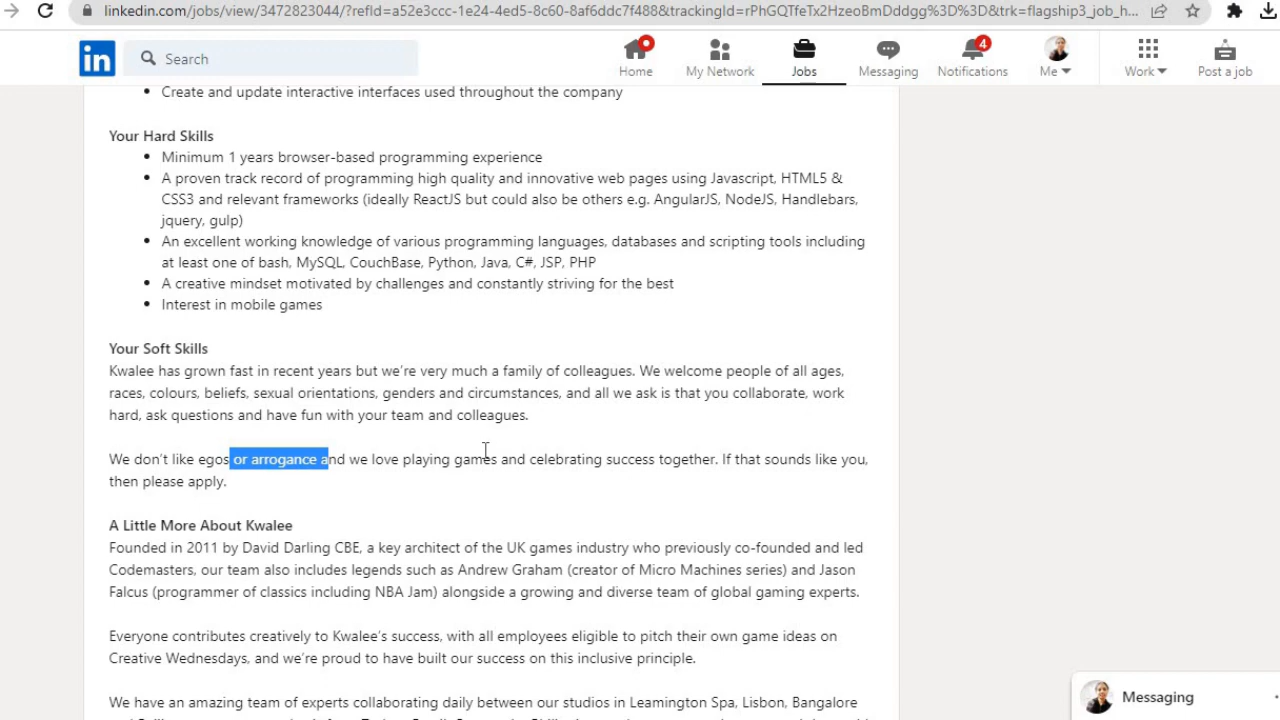 linkedin.com/jobs/view/3472823044/?refId=a52e3ccc-1e24-4ed5-8c60-8af6ddc7f488&trackingId=rPhGQTfeTx2HzeoBmDddgg%3D%3D&trk=flagship3_job_h...
in
Search
Home
My Network
Jobs
Messaging
4
Notifications
Me
Work
Post a job
Create and update interactive interfaces used throughout the company
Your Hard Skills
Minimum 1 years browser-based programming experience
A proven track record of programming high quality and innovative web pages using Javascript, HTML5 &
CSS3 and relevant frameworks (ideally ReactJS but could also be others e.g. AngularJS, NodeJS, Handlebars,
jquery, gulp)
An excellent working knowledge of various programming languages, databases and scripting tools including
at least one of bash, MySQL, CouchBase, Python, Java, C#, JSP, PHP
A creative mindset motivated by challenges and constantly striving for the best
Interest in mobile games
Your Soft Skills
Kwalee has grown fast in recent years but we're very much a family of colleagues. We welcome people of all ages,
races, colours, beliefs, sexual orientations, genders and circumstances, and all we ask is that you collaborate, work
hard, ask questions and have fun with your team and colleagues.
We don't like egos or arrogance and we love playing games and celebrating success together. If that sounds like you,
then please apply.
A Little More About Kwalee
Founded in 2011 by David Darling CBE, a key architect of the UK games industry who previously co-founded and led
Codemasters, our team also includes legends such as Andrew Graham (creator of Micro Machines series) and Jason
Falcus (programmer of classics including NBA Jam) alongside a growing and diverse team of global gaming experts.
Everyone contributes creatively to Kwalee's success, with all employees eligible to pitch their own game ideas on
Creative Wednesdays, and we're proud to have built our success on this inclusive principle.
We have an amazing team of experts collaborating daily between our studios in Leamington Spa, Lisbon, Bangalore
Messaging